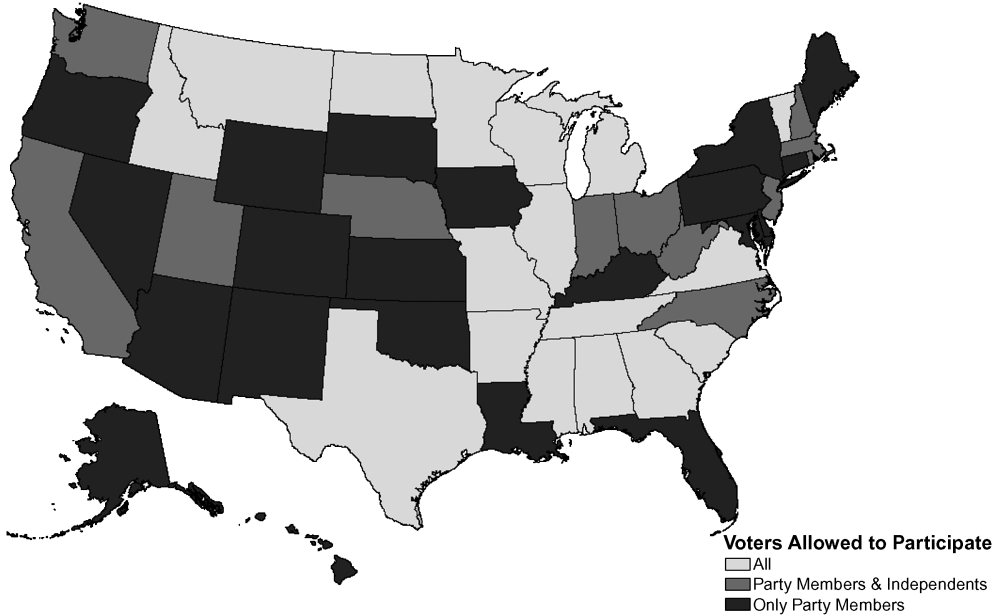 Voters Allowed to Participate
All
Party Members & Independents
Only Party Members